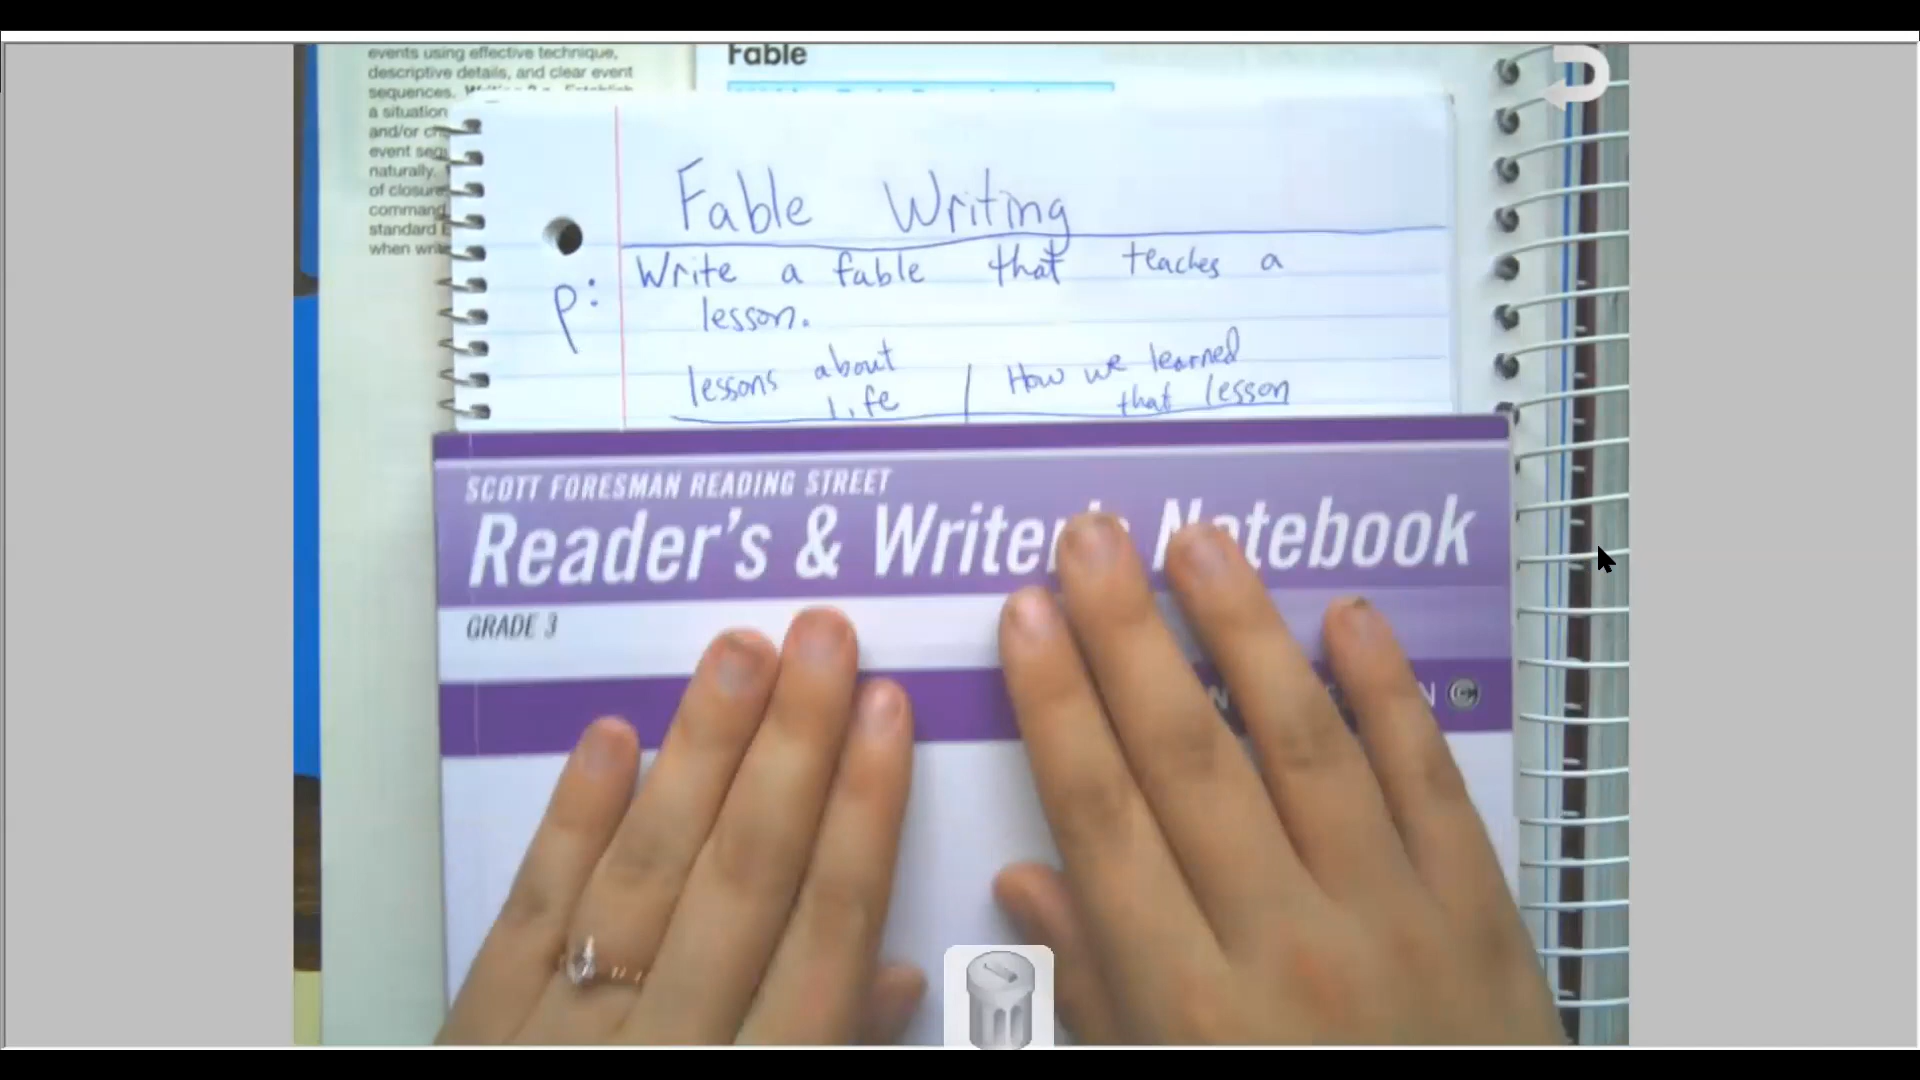 events using effective technique,
descriptive details, and clear event
sequences.
a situation
and/or
event
naturally.
of closure
command
standard
when
Fable
Fable Writing
P: Write a fable that teaches a
lesson.
lessons about
life
How we learned
that lesson
SCOTT FORESMAN READING STREET
Reader's & Writer's Notebook
GRADE 3